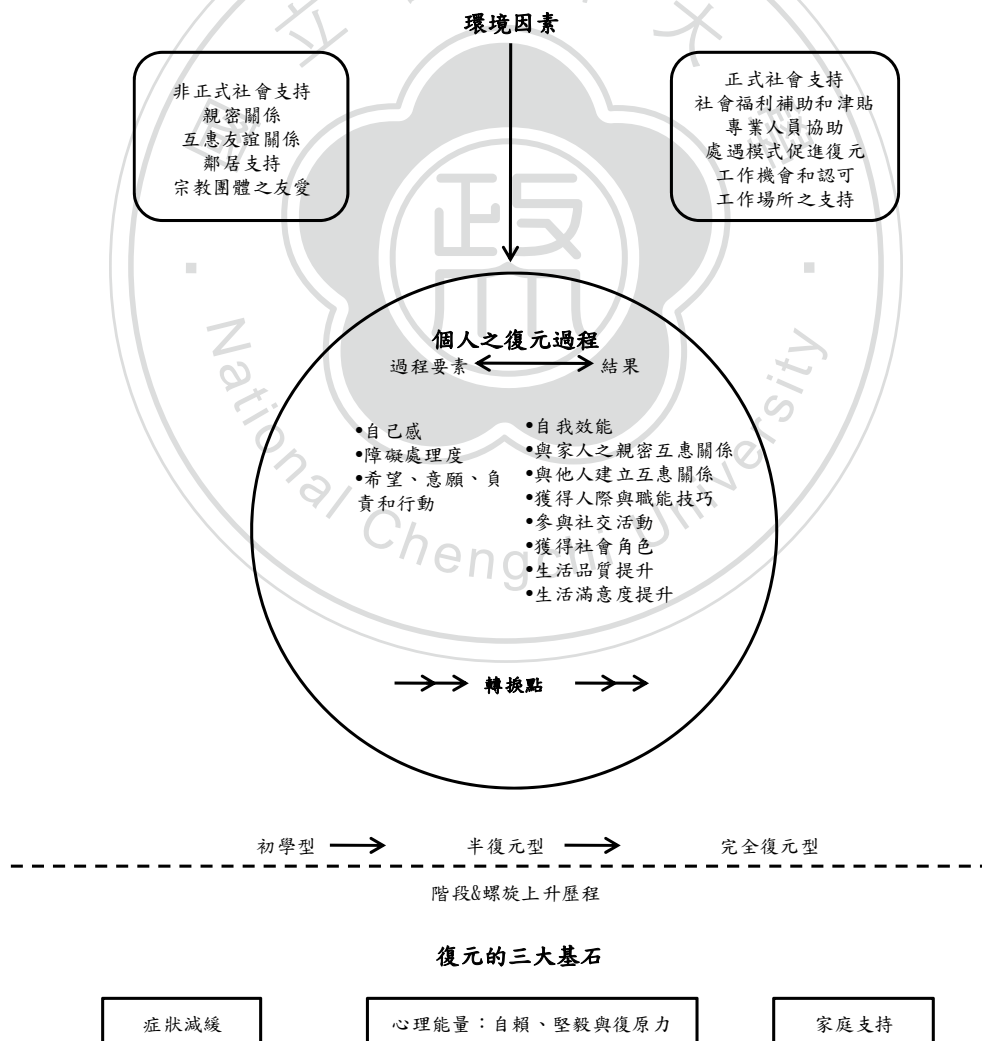 環境因素
非正式社會支持
親密關係
互惠友誼關係
鄰居支持
宗教團體之友愛
正式社會支持
社會福利補助和津貼
專業人員協助
處遇模式促進復元
工作機會和認可
工作場所之支持
個人之復元過程
過程要素 結果
•自己感
•障礙處理度
•希望、意願、負
責和行動
•自我效能
•與家人之親密互惠關係
•與他人建立互惠關係
•獲得人際與職能技巧
•參與社交活動
•獲得社會角色
•生活品質提升
•生活滿意度提升
轉捩點
初學型 半復元型 完全復元型
階段&螺旋上升歷程
復元的三大基石
症狀減緩
心理能量：自賴、堅毅與復原力
家庭支持
立
大
國
政
National Chengchi University